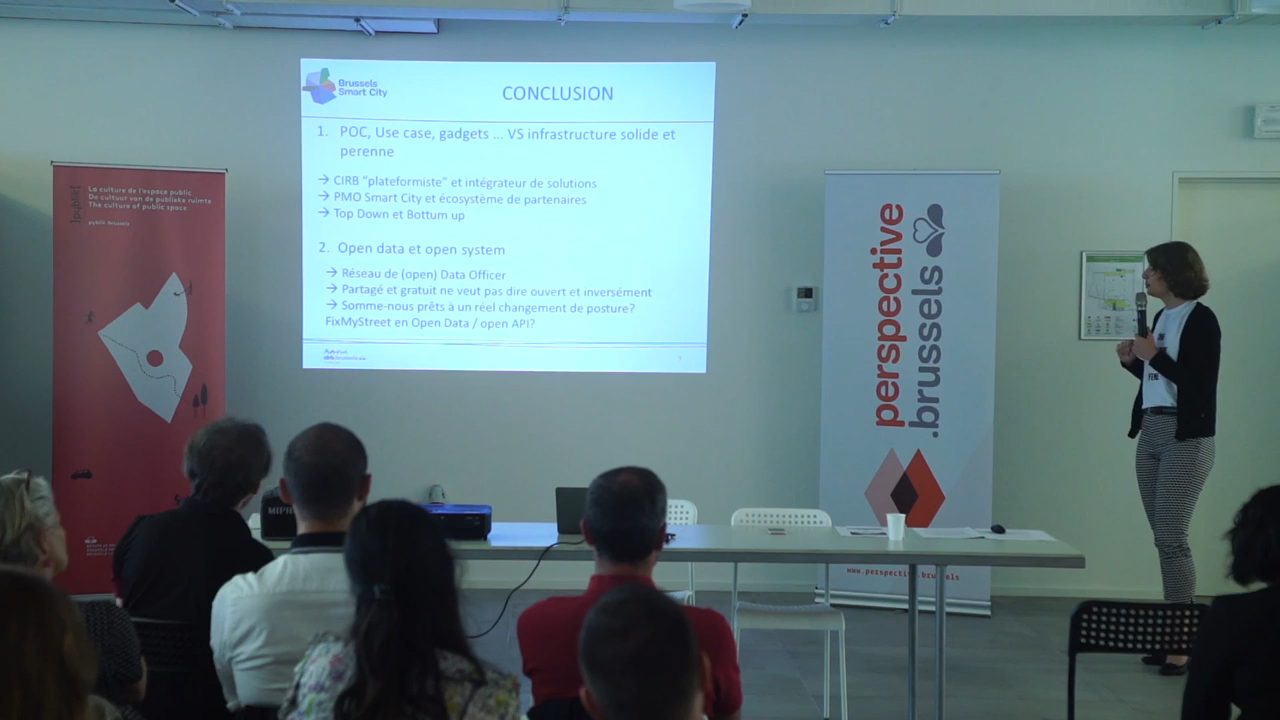 Brussels
Smart City
CONCLUSION
1. POC, Use case, gadgets ... VS infrastructure solide et
perenne
→ CIRB "plateformiste" et intégrateur de solutions
→ PMO Smart City et écosystème de partenaires
→ Top Down et Bottum up
2. Open data et open system
→ Réseau de (open) Data Officer
→ Partagé et gratuit ne veut pas dire ouvert et inversément
→ Somme-nous prêts à un réel changement de posture?
FixMyStreet en Open Data / open API?
]pyblik[
La culture de l'espace public
De cultuur van de publieke ruimte
The culture of public space
pyblik.brussels
perspective
.brussels
www.perspective.brussels